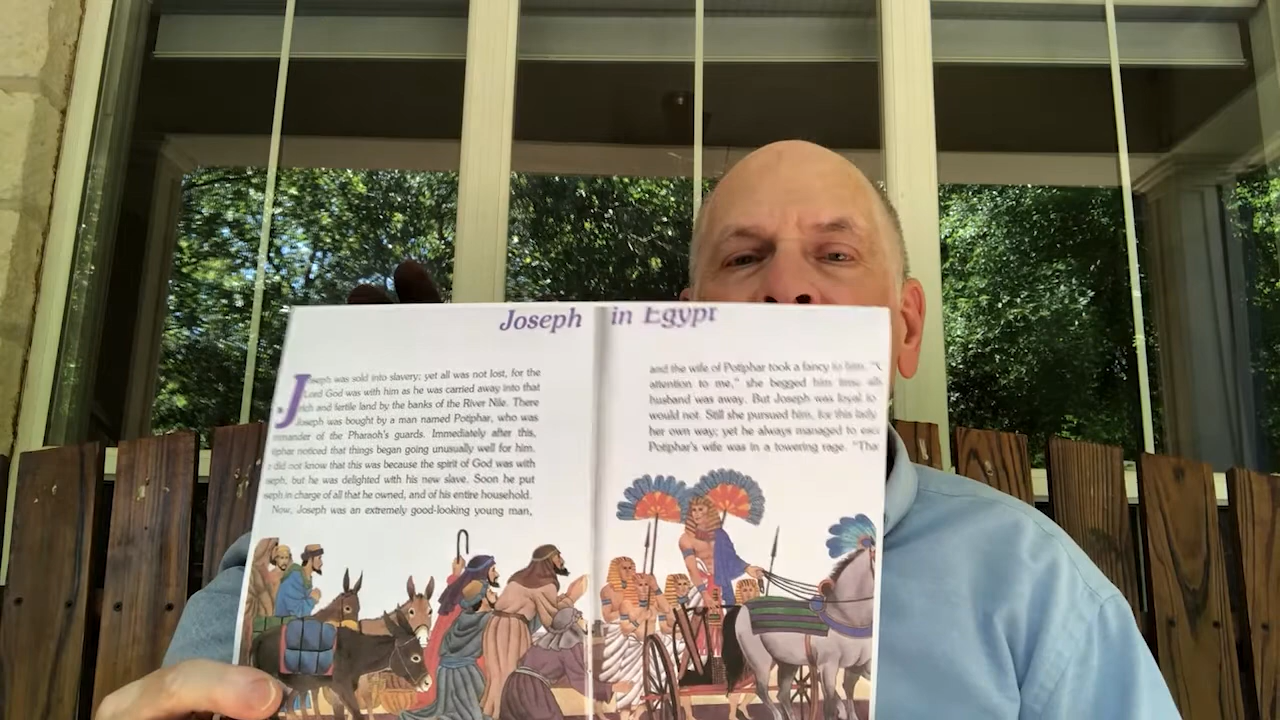 Joseph in Egypt
Joseph was sold into slavery; yet all was not lost, for the
Lord God was with him as he was carried away into that
rich and fertile land by the banks of the River Nile. There
Joseph was bought by a man named Potiphar, who was
mmander of the Pharaoh's guards. Immediately after this,
tiphar noticed that things began going unusually well for him.
did not know that this was because the spirit of God was with
seph, but he was delighted with his new slave. Soon he put
seph in charge of all that he owned, and of his entire household.
Now, Joseph was an extremely good-looking young man,
and the wife of Potiphar took a fancy to him.
attention to me," she begged him time
husband was away. But Joseph was loyal to
would not. Still she pursued him, for this lady
her own way; yet he always managed to
Potiphar's wife was in a towering rage. "Tha